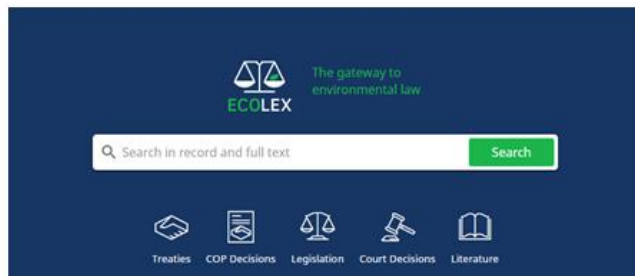 The gateway to
environmental law
ECOLEX
Search in record and full text
Search
Treaties
COP Decisions
Legislation
Court Decisions
Literature